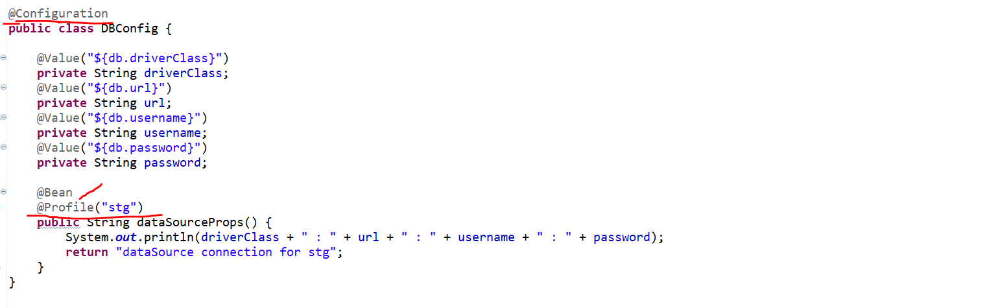 @Configuration
public class DBConfig {
@Value("${db.driverClass}")
private String driverClass;
@Value("${db.url}")
private String url;
@Value("${db.username}")
private String username;
@Value("${db.password}")
private String password;
@Bean
@Profile("stg")
public String dataSourceProps() {
System.out.println(driverClass + " : " + url + " : " + username + " : " + password);
return "dataSource connection for stg";
}
}